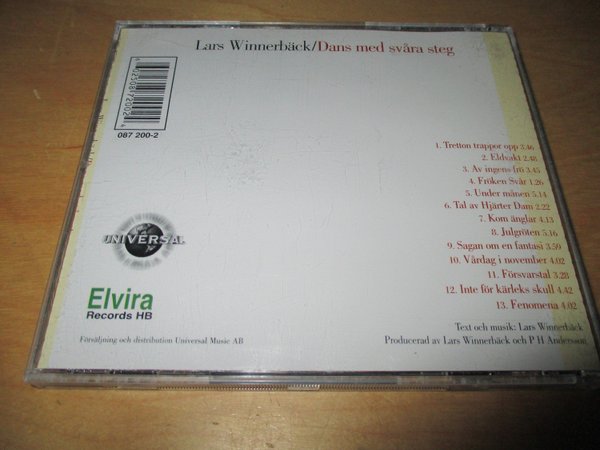 Lars Winnerbäck/Dans med svåra steg
087 200-2
1. Tretton trappor opp 3.46
2. Eldvakt 2.48
3. Av ingens frö 3.45
4. Fröken Svår 1.26
5. Under månen 5.14
6. Tal av Hjärter Dam 2.22
7. Kom änglar 4.13
8. Julgröten 5.16
9. Sagan om en fantasi 3.59
10. Vårdag i november 4.02
11. Försvarstal 3.28
12. Inte för kärleks skull 4.42
13. Fenomena 4.02
UNIVERSAL
Elvira
Records HB
Text och musik: Lars Winnerbäck
Försäljning och distribution Universal Music AB
Producerad av Lars Winnerbäck och P H Andersson